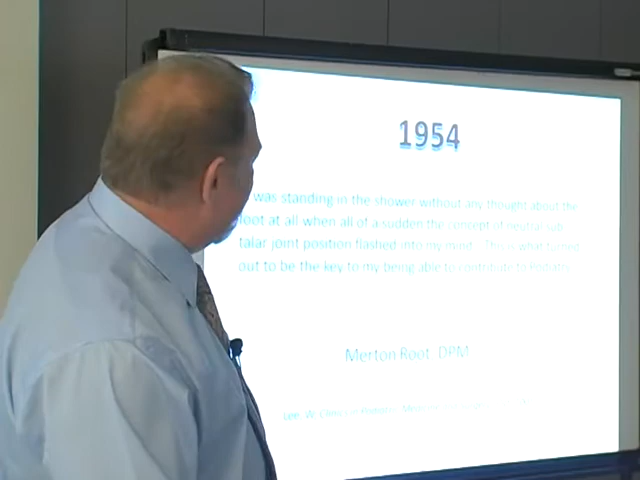 1954
was standing in the shower without any thought about the
foot at all when all of a sudden the concept of neutral sub
talar joint position flashed into my mind. This is what turned
out to be the key to my being able to contribute to Podiatry
Merton Root, DPM
Lee, W.